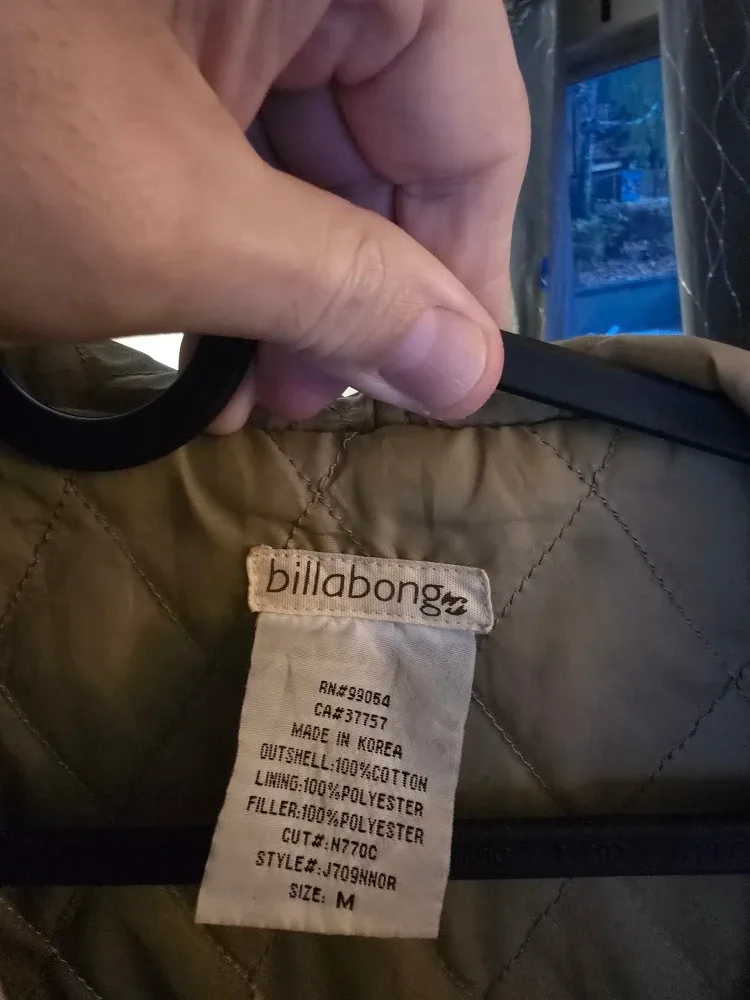 billabong
RN#99064
CA#37757
MADE IN KOREA
OUTSHELL:100%COTTON
LINING:100%POLYESTER
FILLER:100%POLYESTER
CUT#:N770C
STYLE#:J709NNOR
SIZE: M